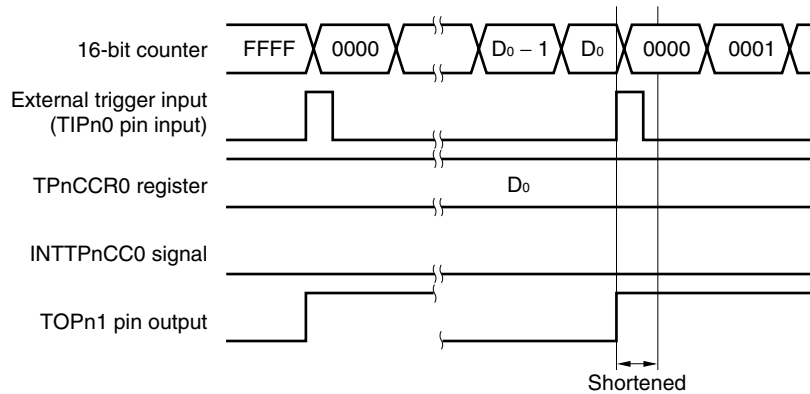 16-bit counter FFFF 0000 D₀ − 1 D₀ 0000 0001
External trigger input
(TIPn0 pin input)
TPnCCR0 register D₀
INTTPnCC0 signal
TOPn1 pin output
Shortened